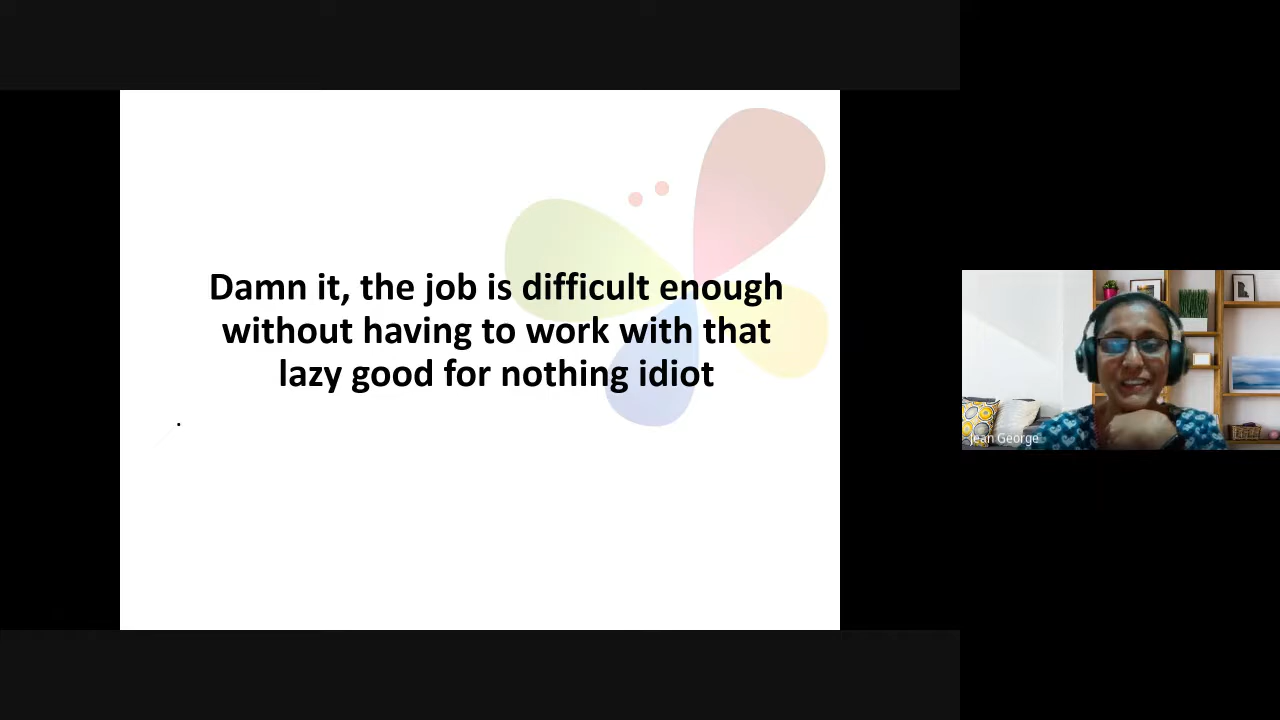 Damn it, the job is difficult enough
without having to work with that
lazy good for nothing idiot
.
Jean George